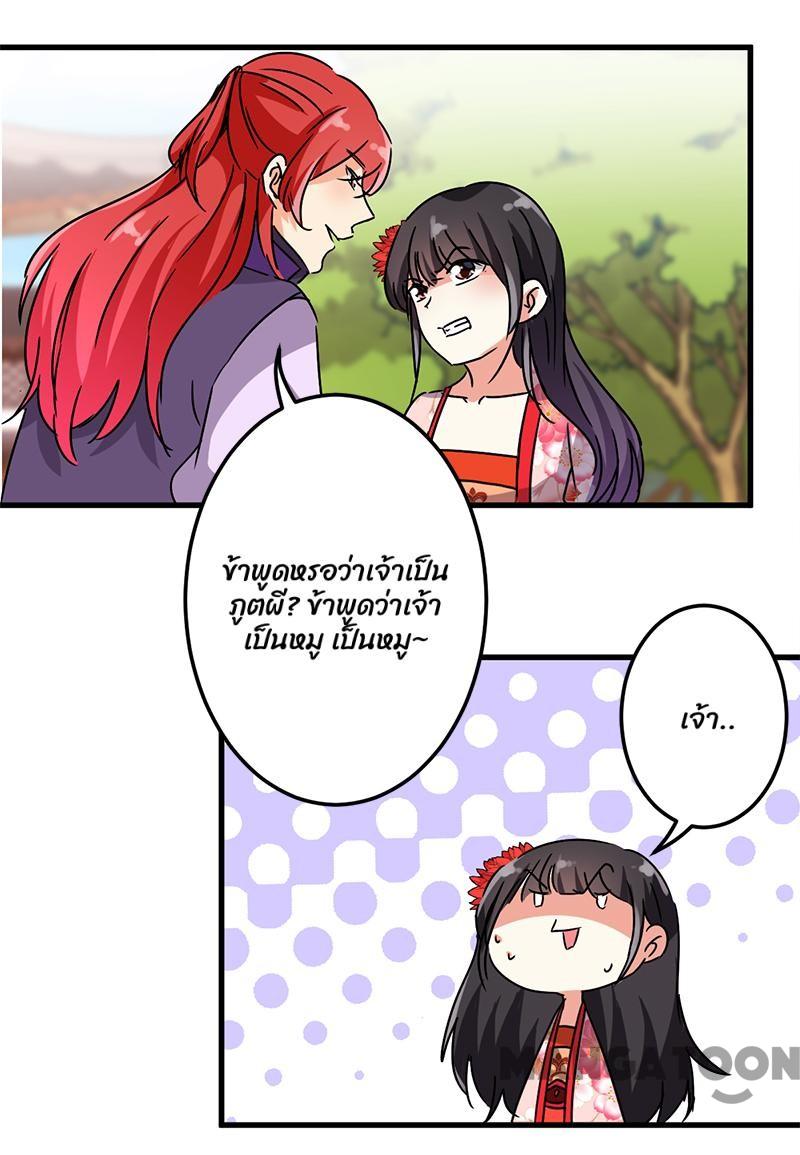 ข้าพูดหรอว่าเจ้าเป็น
ภูตผี? ข้าพูดว่าเจ้า
เป็นหมู เป็นหมู~
เจ้า..
MANGATOON